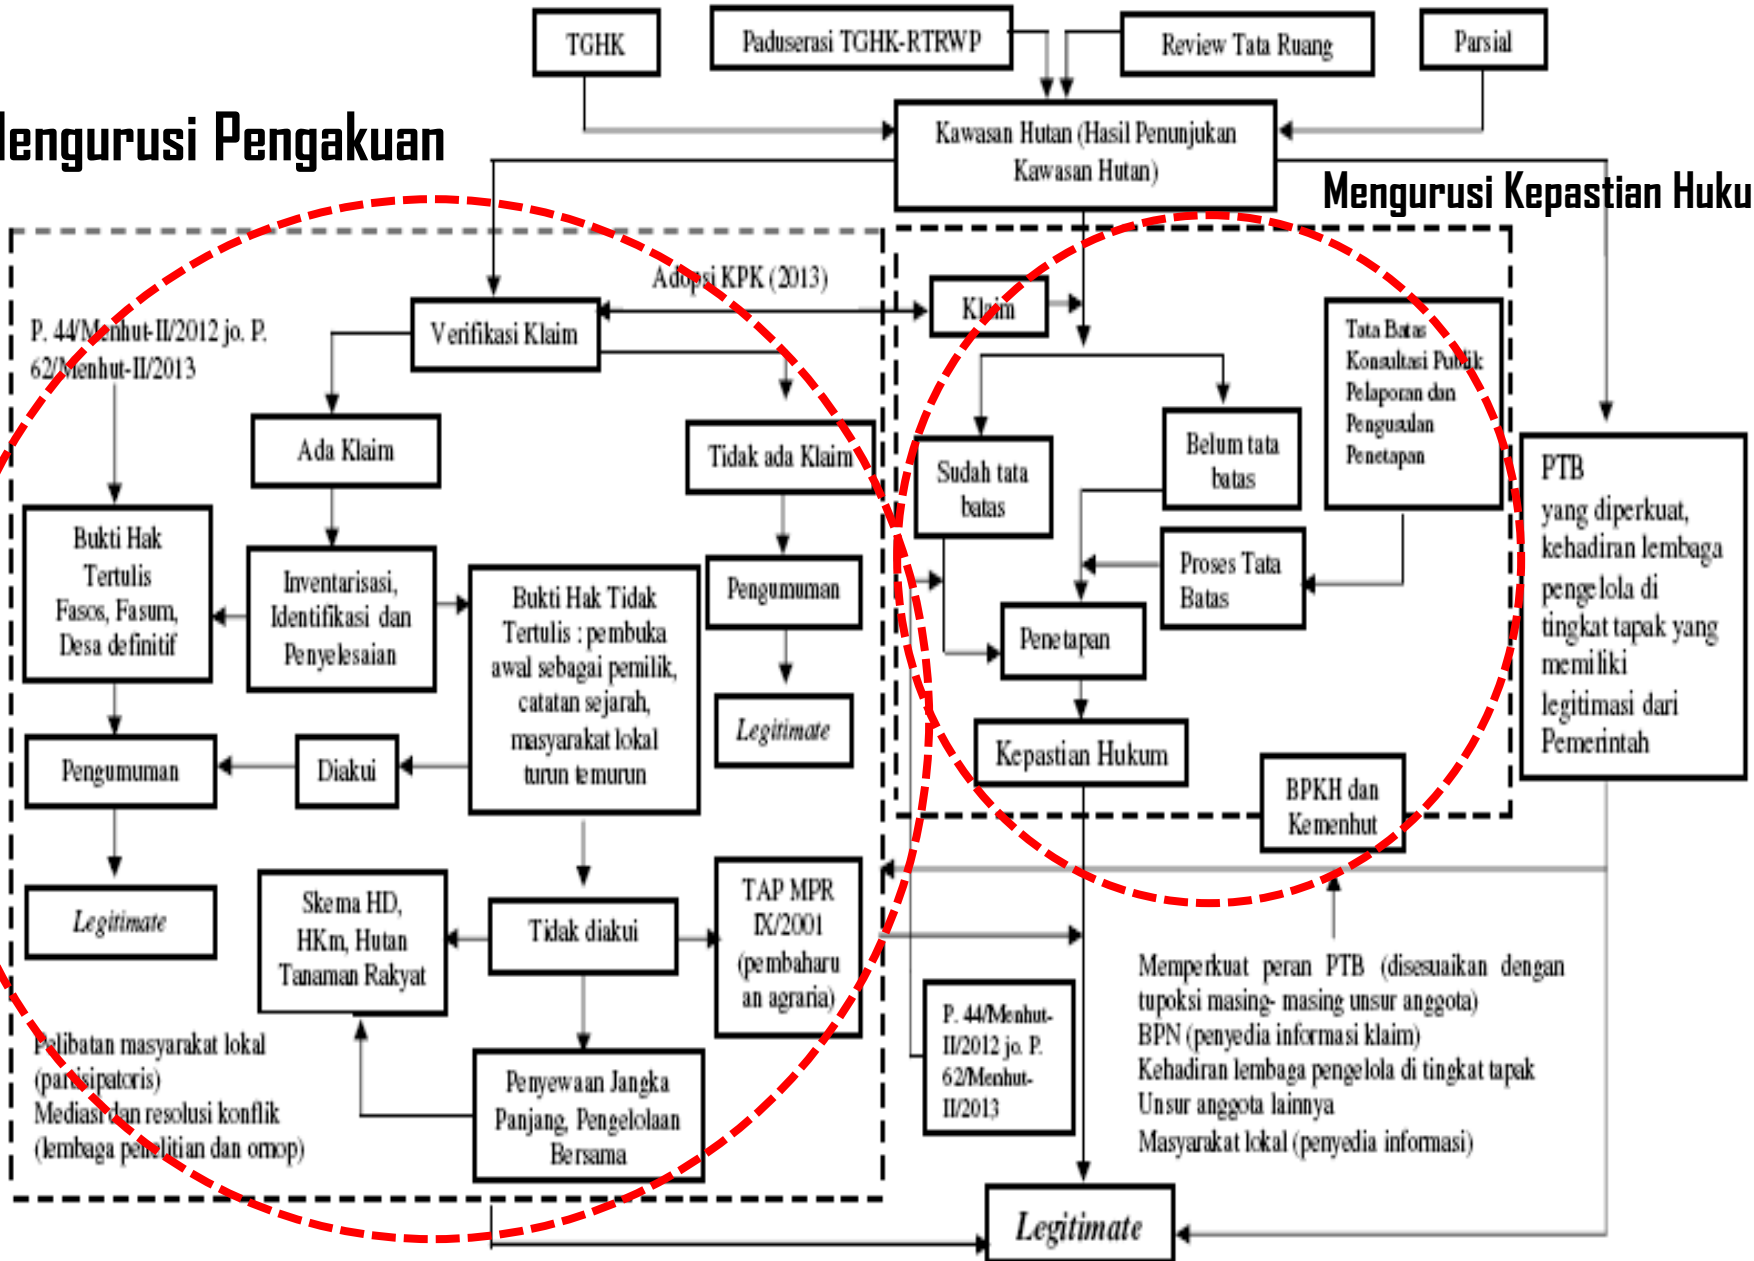 TGHK
Paduserasi TGHK-RTRWP
Review Tata Ruang
Parsial
Kawasan Hutan (Hasil Penunjukan
Kawasan Hutan)
Mengurusi Pengakuan
Mengurusi Kepastian Huku
Adopsi KPK (2013)
P. 44/Menhut-II/2012 jo. P.
62/Menhut-II/2013
Verifikasi Klaim
Ada Klaim
Tidak ada Klaim
Bukti Hak
Tertulis
Fasos, Fasum,
Desa definitif
Inventarisasi,
Identifikasi dan
Penyelesaian
Bukti Hak Tidak
Tertulis : pembuka
awal sebagai pemilik,
catatan sejarah,
masyarakat lokal
turun temurun
Pengumuman
Legitimate
Pengumuman
Diakui
Legitimate
Skema HD,
HKm, Hutan
Tanaman Rakyat
Tidak diakui
TAP MPR
IX/2001
(pembaharu
an agraria)
Pelibatan masyarakat lokal
(partisipatoris)
Mediasi dan resolusi konflik
(lembaga penelitian dan ornop)
Penyewaan Jangka
Panjang, Pengelolaan
Bersama
Klaim
Tata Batas
Konsultasi Publik
Pelaporan dan
Pengusulan
Penetapan
Sudah tata
batas
Belum tata
batas
Proses Tata
Batas
Penetapan
Kepastian Hukum
BPKH dan
Kemenhut
PTB
yang diperkuat,
kehadiran lembaga
pengelola di
tingkat tapak yang
memiliki
legitimasi dari
Pemerintah
P. 44/Menhut-
II/2012 jo. P.
62/Menhut-
II/2013
Memperkuat peran PTB (disesuaikan dengan
tupoksi masing- masing unsur anggota)
BPN (penyedia informasi klaim)
Kehadiran lembaga pengelola di tingkat tapak
Unsur anggota lainnya
Masyarakat lokal (penyedia informasi)
Legitimate